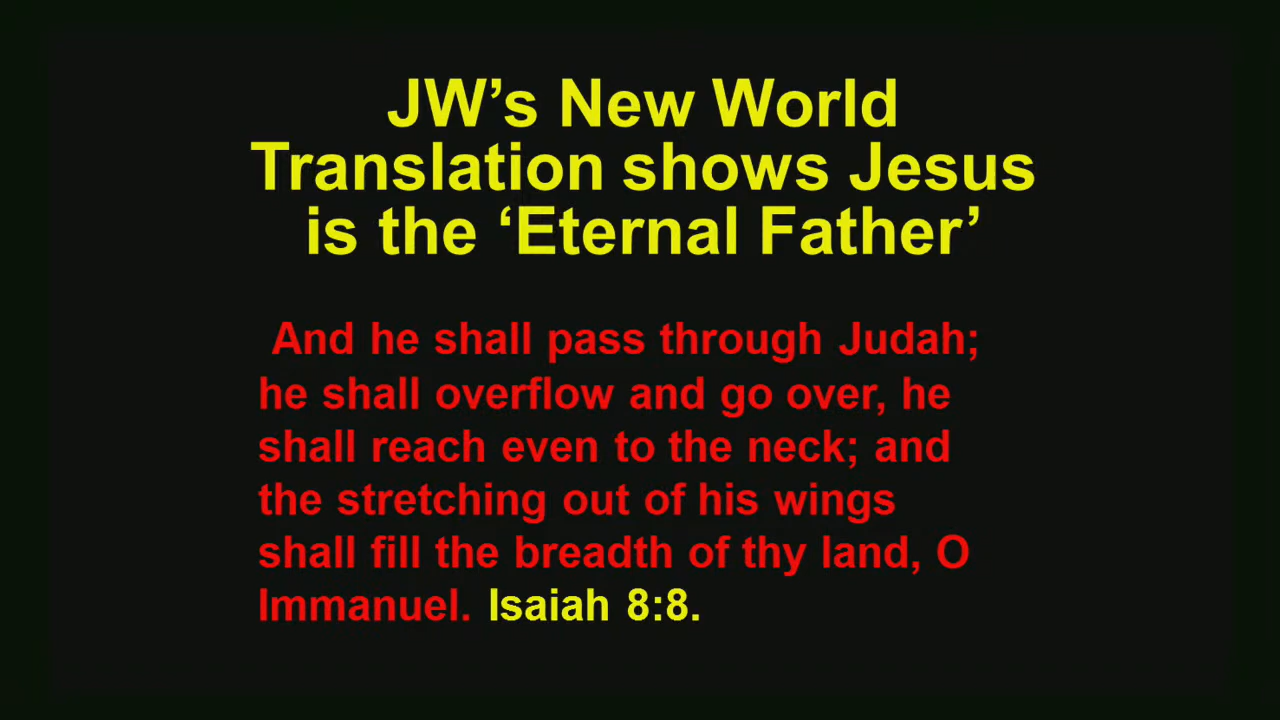 JW’s New World
Translation shows Jesus
is the ‘Eternal Father’
And he shall pass through Judah;
he shall overflow and go over, he
shall reach even to the neck; and
the stretching out of his wings
shall fill the breadth of thy land, O
Immanuel. Isaiah 8:8.